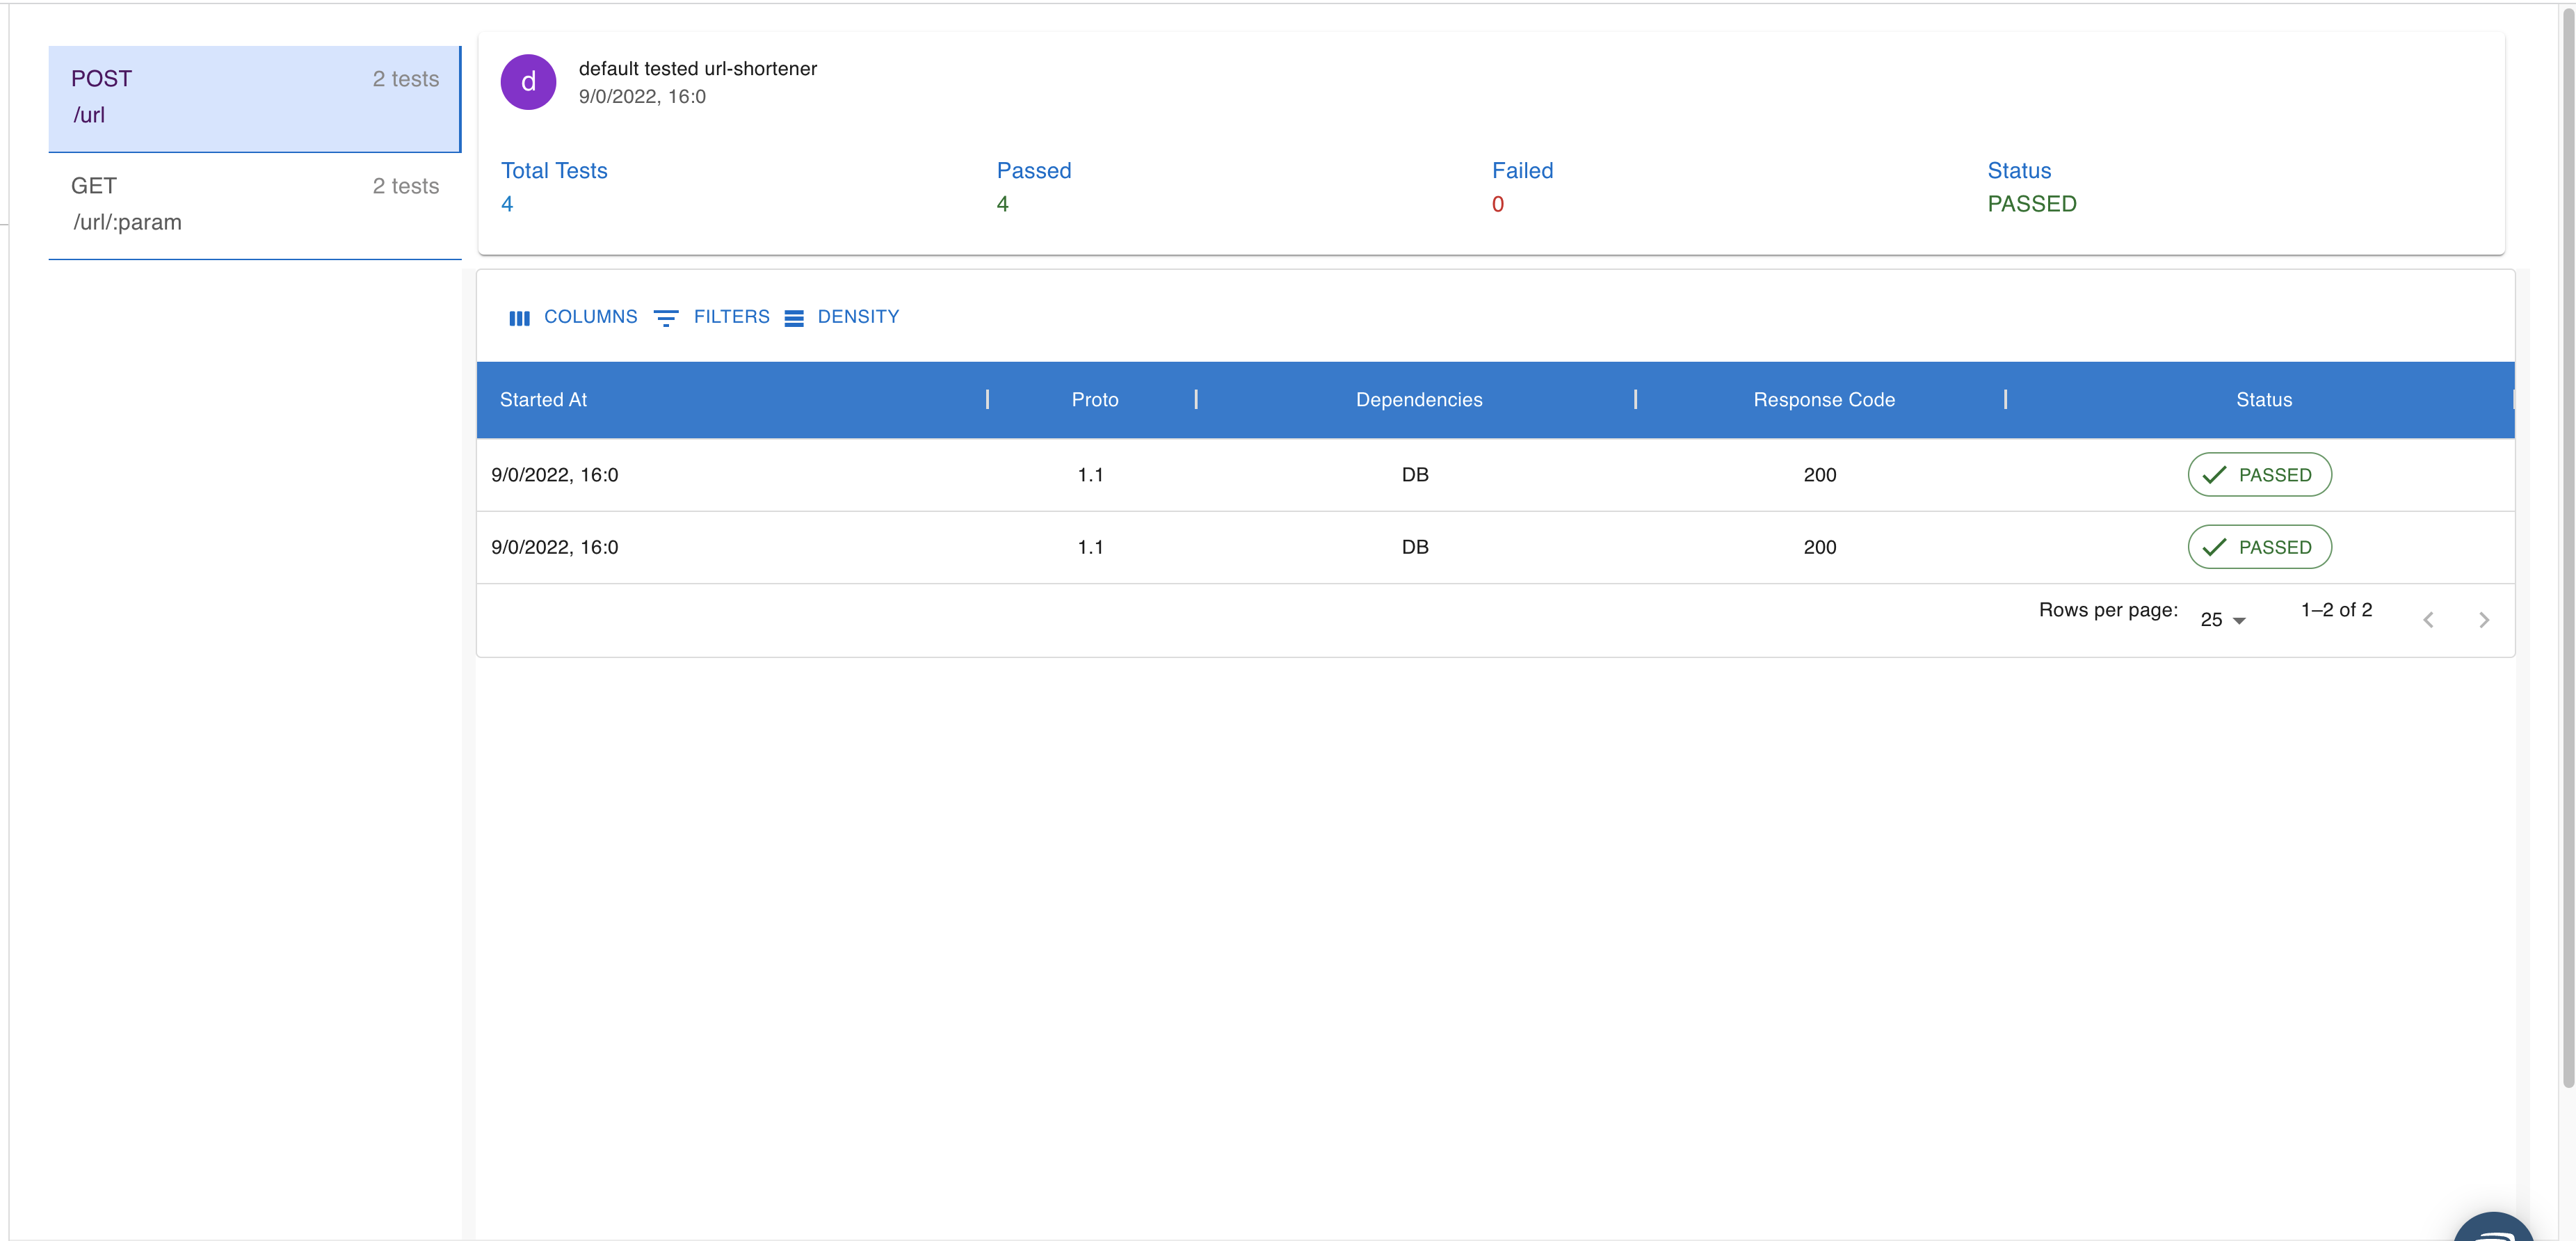 POST 2 tests
/url
GET 2 tests
/url/:param
d
default tested url-shortener
9/0/2022, 16:0
Total Tests Passed Failed Status
4 4 0 PASSED
COLUMNS FILTERS DENSITY
Started At Proto Dependencies Response Code Status
9/0/2022, 16:0 1.1 DB 200 PASSED
9/0/2022, 16:0 1.1 DB 200 PASSED
Rows per page: 25 1–2 of 2